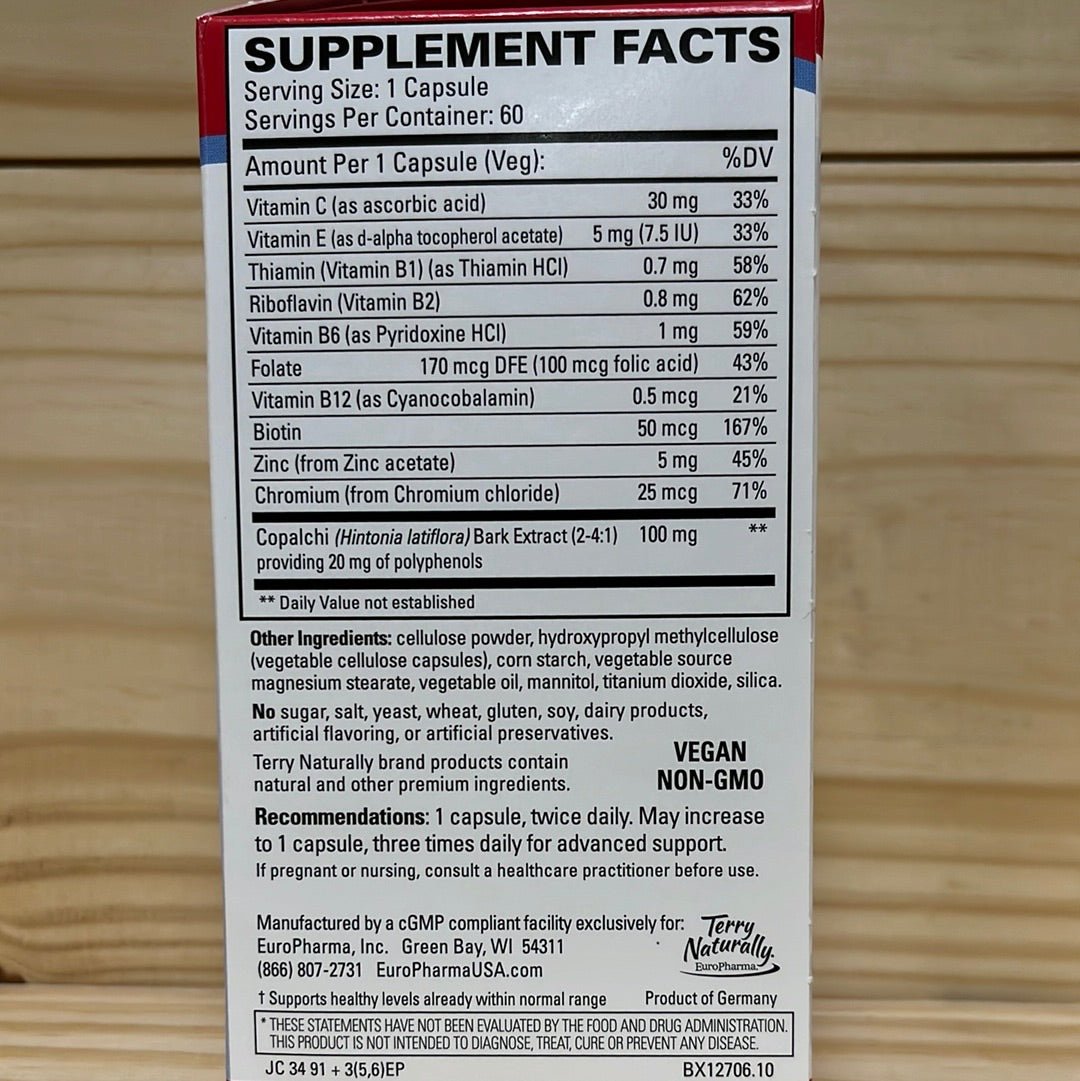 SUPPLEMENT FACTS
Serving Size: 1 Capsule
Servings Per Container: 60
Amount Per 1 Capsule (Veg): %DV
Vitamin C (as ascorbic acid) 30 mg 33%
Vitamin E (as d-alpha tocopherol acetate) 5 mg (7.5 IU) 33%
Thiamin (Vitamin B1) (as Thiamin HCl) 0.7 mg 58%
Riboflavin (Vitamin B2) 0.8 mg 62%
Vitamin B6 (as Pyridoxine HCl) 1 mg 59%
Folate 170 mcg DFE (100 mcg folic acid) 43%
Vitamin B12 (as Cyanocobalamin) 0.5 mcg 21%
Biotin 50 mcg 167%
Zinc (from Zinc acetate) 5 mg 45%
Chromium (from Chromium chloride) 25 mcg 71%
Copalchi (Hintonia latiflora) Bark Extract (2-4:1) 100 mg **
providing 20 mg of polyphenols
** Daily Value not established
Other Ingredients: cellulose powder, hydroxypropyl methylcellulose
(vegetable cellulose capsules), corn starch, vegetable source
magnesium stearate, vegetable oil, mannitol, titanium dioxide, silica.
No sugar, salt, yeast, wheat, gluten, soy, dairy products,
artificial flavoring, or artificial preservatives.
Terry Naturally brand products contain
natural and other premium ingredients.
VEGAN
NON-GMO
Recommendations: 1 capsule, twice daily. May increase
to 1 capsule, three times daily for advanced support.
If pregnant or nursing, consult a healthcare practitioner before use.
Manufactured by a cGMP compliant facility exclusively for:
EuroPharma, Inc. Green Bay, WI 54311
(866) 807-2731 EuroPharmaUSA.com
Terry
Naturally.
EuroPharma
† Supports healthy levels already within normal range
Product of Germany
* THESE STATEMENTS HAVE NOT BEEN EVALUATED BY THE FOOD AND DRUG ADMINISTRATION.
THIS PRODUCT IS NOT INTENDED TO DIAGNOSE, TREAT, CURE OR PREVENT ANY DISEASE.
JC 34 91 + 3(5,6)EP
BX12706.10